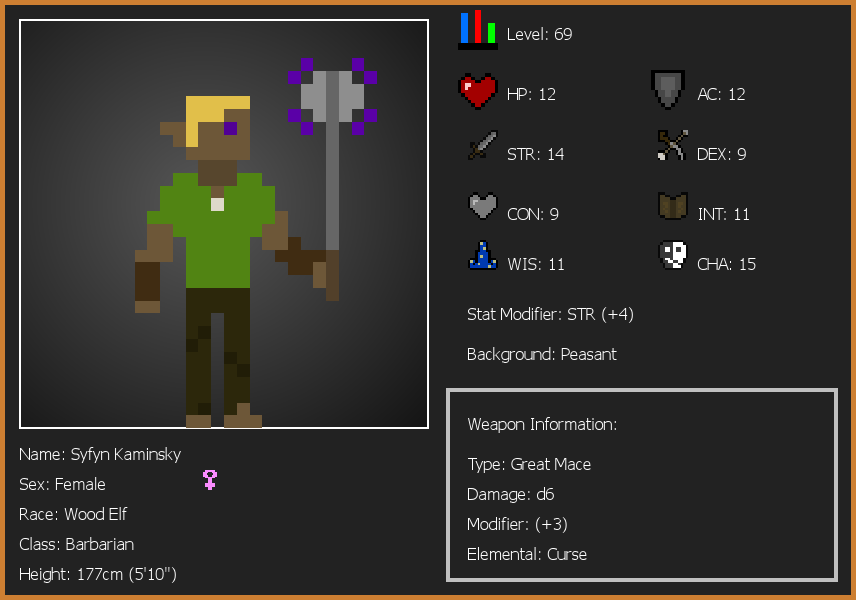 Level: 69
HP: 12
AC: 12
STR: 14
DEX: 9
CON: 9
INT: 11
WIS: 11
CHA: 15
Stat Modifier: STR (+4)
Background: Peasant
Name: Syfyn Kaminsky
Sex: Female
Race: Wood Elf
Class: Barbarian
Height: 177cm (5'10")
Weapon Information:
Type: Great Mace
Damage: d6
Modifier: (+3)
Elemental: Curse